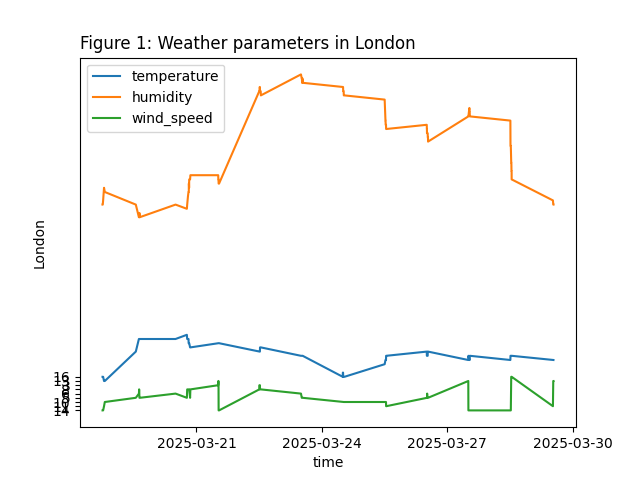 Figure 1: Weather parameters in London
temperature
humidity
wind_speed
London
16
14
2025-03-21
2025-03-24
2025-03-27
2025-03-30
time